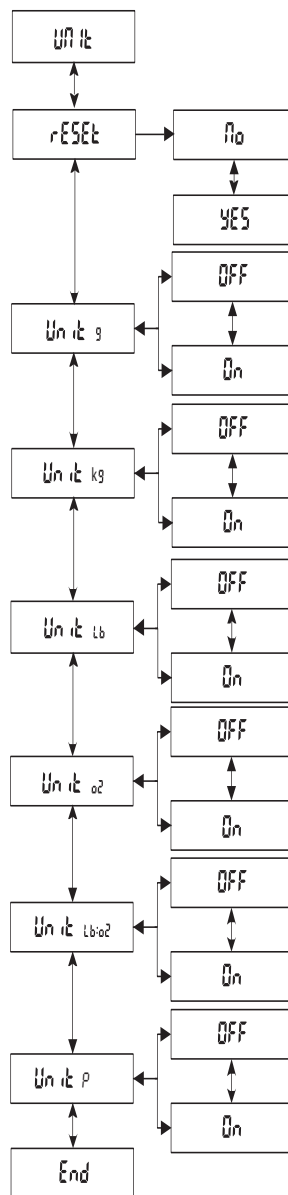 UNIt
rESEt
No
YES
Unit g
OFF
On
Unit kg
OFF
On
Unit Lb
OFF
On
Unit oz
OFF
On
Unit Lb:oz
OFF
On
Unit P
OFF
On
End